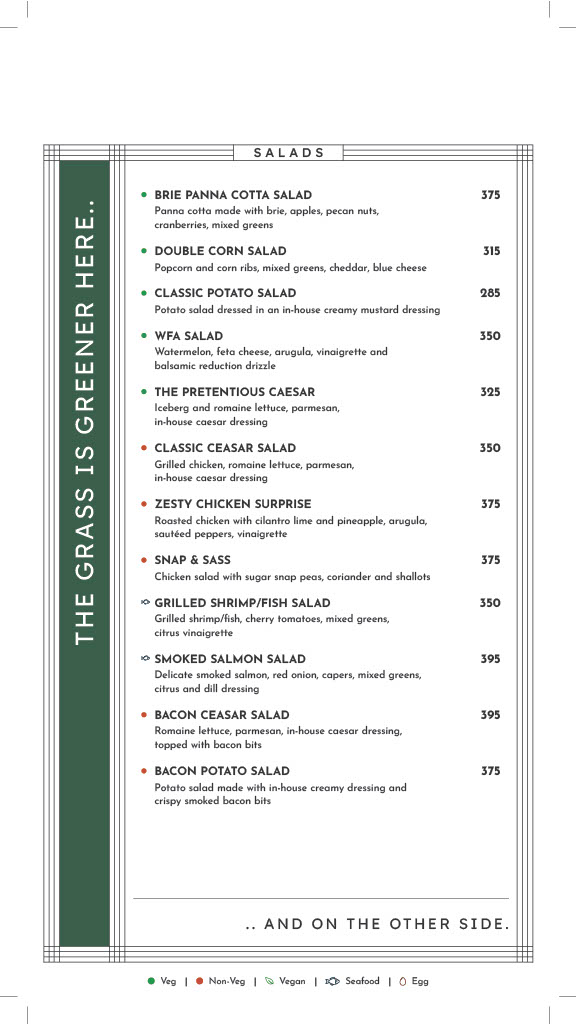 SALADS
THE GRASS IS GREENER HERE..
BRIE PANNA COTTA SALAD 375
Panna cotta made with brie, apples, pecan nuts,
cranberries, mixed greens
DOUBLE CORN SALAD 315
Popcorn and corn ribs, mixed greens, cheddar, blue cheese
CLASSIC POTATO SALAD 285
Potato salad dressed in an in-house creamy mustard dressing
WFA SALAD 350
Watermelon, feta cheese, arugula, vinaigrette and
balsamic reduction drizzle
THE PRETENTIOUS CAESAR 325
Iceberg and romaine lettuce, parmesan,
in-house caesar dressing
CLASSIC CEASAR SALAD 350
Grilled chicken, romaine lettuce, parmesan,
in-house caesar dressing
ZESTY CHICKEN SURPRISE 375
Roasted chicken with cilantro lime and pineapple, arugula,
sautéed peppers, vinaigrette
SNAP & SASS 375
Chicken salad with sugar snap peas, coriander and shallots
GRILLED SHRIMP/FISH SALAD 350
Grilled shrimp/fish, cherry tomatoes, mixed greens,
citrus vinaigrette
SMOKED SALMON SALAD 395
Delicate smoked salmon, red onion, capers, mixed greens,
citrus and dill dressing
BACON CEASAR SALAD 395
Romaine lettuce, parmesan, in-house caesar dressing,
topped with bacon bits
BACON POTATO SALAD 375
Potato salad made with in-house creamy dressing and
crispy smoked bacon bits
.. AND ON THE OTHER SIDE.
Veg | Non-Veg | Vegan | Seafood | Egg